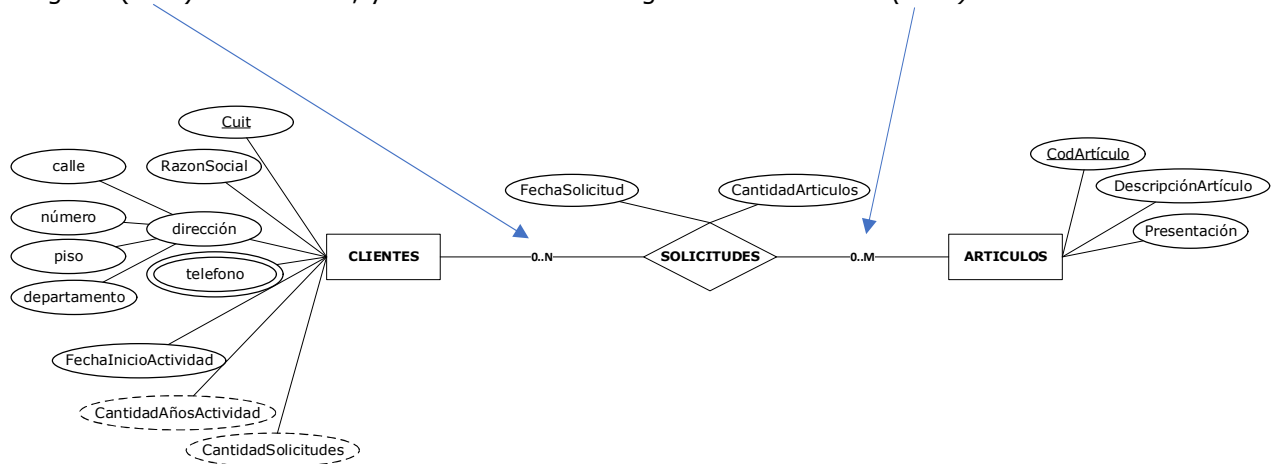 Cuit
calle
RazonSocial
CodArtículo
FechaSolicitud
CantidadArticulos
DescripciónArtículo
número
dirección
Presentación
piso
CLIENTES
0..N
SOLICITUDES
0..M
ARTICULOS
telefono
departamento
FechaInicioActividad
CantidadAñosActividad
CantidadSolicitudes